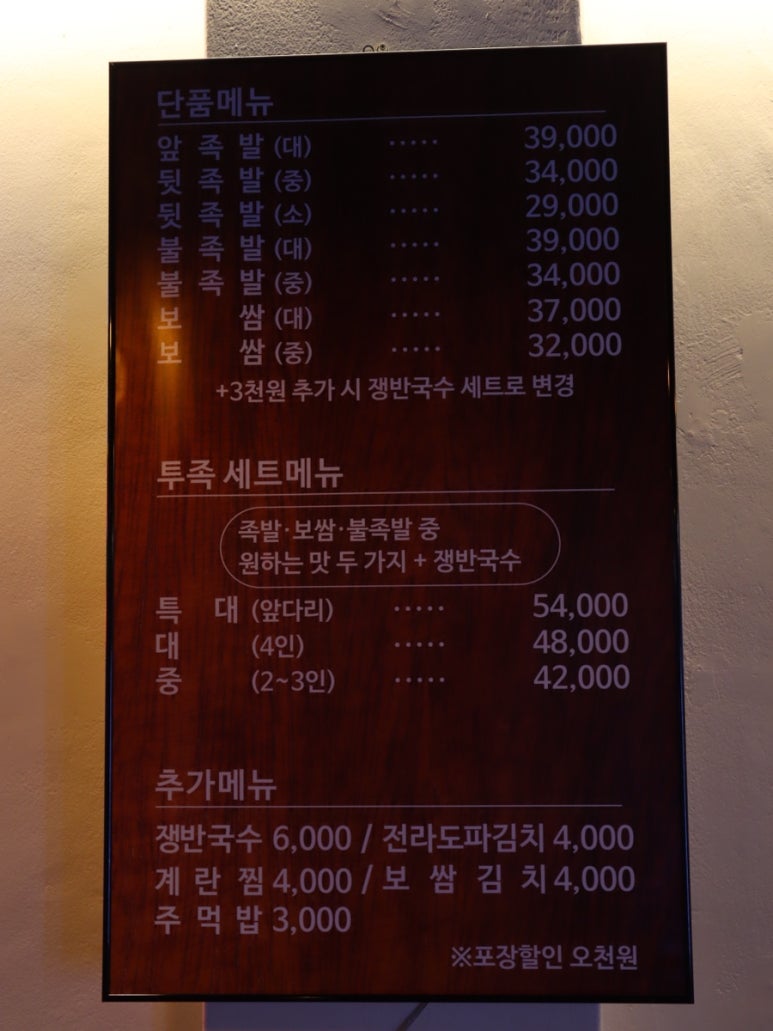 단품메뉴
앞 족 발 (대) ····· 39,000
뒷 족 발 (중) ····· 34,000
뒷 족 발 (소) ····· 29,000
불 족 발 (대) ····· 39,000
불 족 발 (중) ····· 34,000
보 쌈 (대) ····· 37,000
보 쌈 (중) ····· 32,000
+3천원 추가 시 쟁반국수 세트로 변경
투족 세트메뉴
족발·보쌈·불족발 중
원하는 맛 두 가지 + 쟁반국수
특 대 (앞다리) ····· 54,000
대 (4인) ····· 48,000
중 (2~3인) ····· 42,000
추가메뉴
쟁반국수 6,000 / 전라도파김치 4,000
계 란 찜 4,000 / 보 쌈 김 치 4,000
주 먹 밥 3,000
※포장할인 오천원